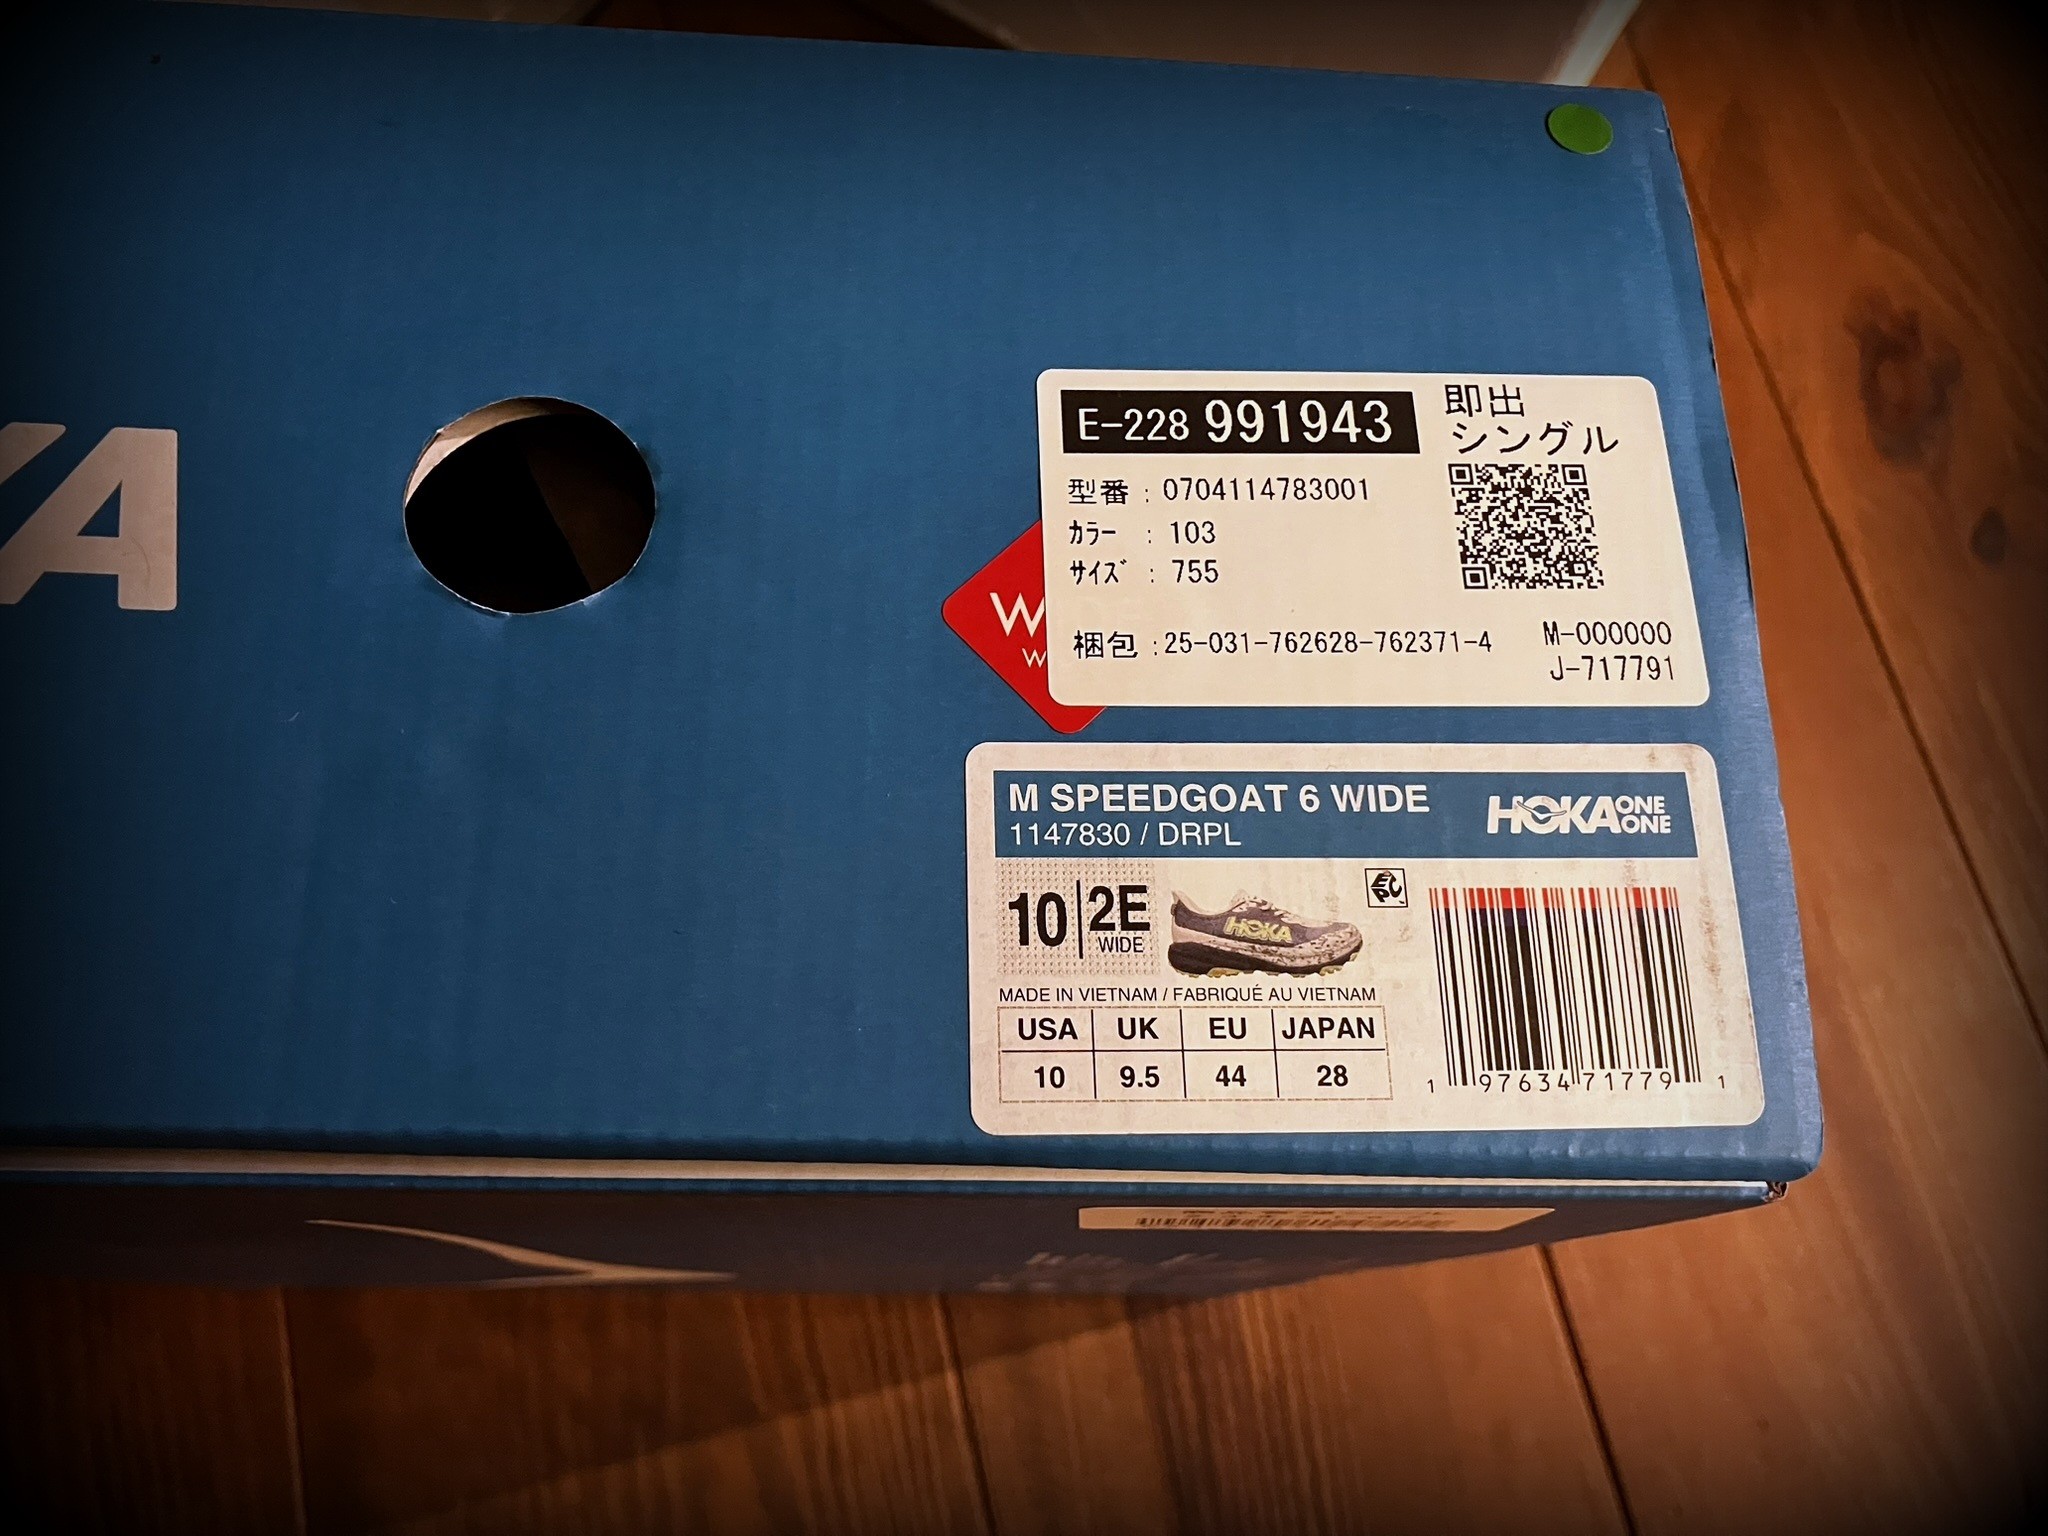 E-228 991943
即出
シングル
型番 : 0704114783001
カラー : 103
サイズ : 755
梱包 : 25-031-762628-762371-4
M-000000
J-717791
M SPEEDGOAT 6 WIDE
1147830 / DRPL
HOKA ONE ONE
10 2E
WIDE
HOKA
EPC
MADE IN VIETNAM / FABRIQUÉ AU VIETNAM
USA UK EU JAPAN
10 9.5 44 28
1 97634 71779 1